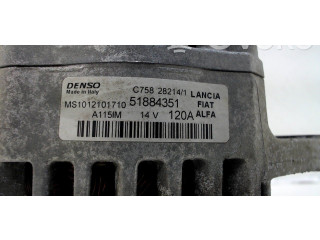 DENSO C758 28214/1 LANCIA
Made in Italy
MS1012101710 51884351 FIAT
A115IM 14 V 120A ALFA